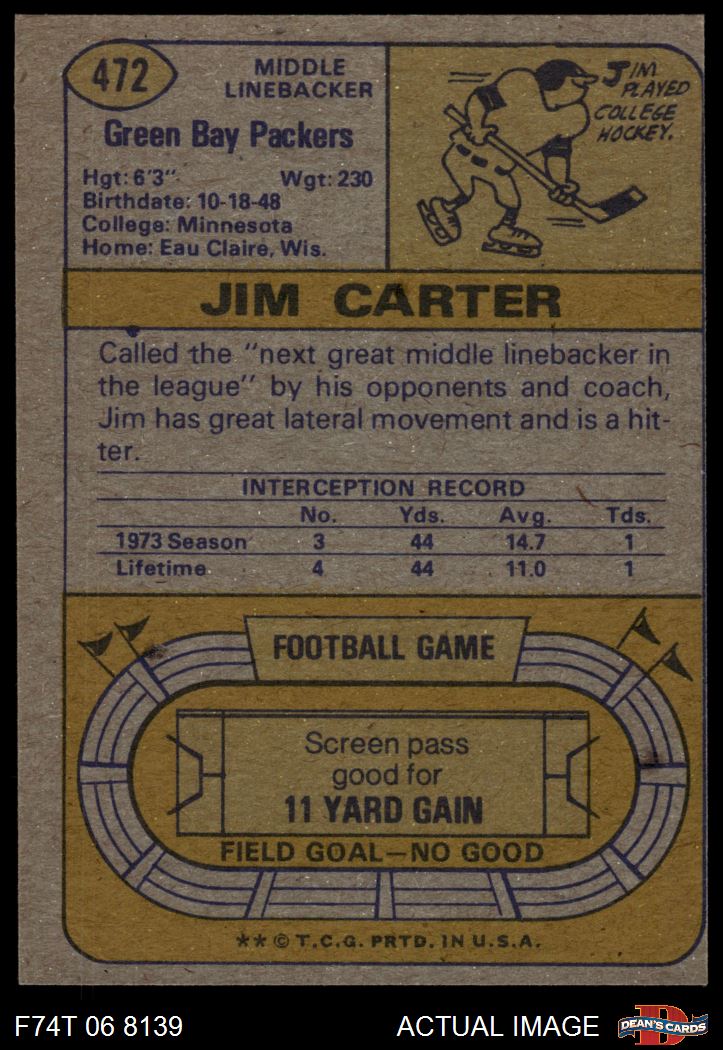 472
MIDDLE
LINEBACKER
Green Bay Packers
Hgt: 6'3" Wgt: 230
Birthdate: 10-18-48
College: Minnesota
Home: Eau Claire, Wis.
JIM
PLAYED
COLLEGE
HOCKEY.
JIM CARTER
Called the "next great middle linebacker in
the league" by his opponents and coach,
Jim has great lateral movement and is a hit-
ter.
INTERCEPTION RECORD
No. Yds. Avg. Tds.
1973 Season 3 44 14.7 1
Lifetime 4 44 11.0 1
FOOTBALL GAME
Screen pass
good for
11 YARD GAIN
FIELD GOAL—NO GOOD
** © T.C.G. PRTD. IN U.S.A.
F74T 06 8139 ACTUAL IMAGE
D
DEAN'S CARDS